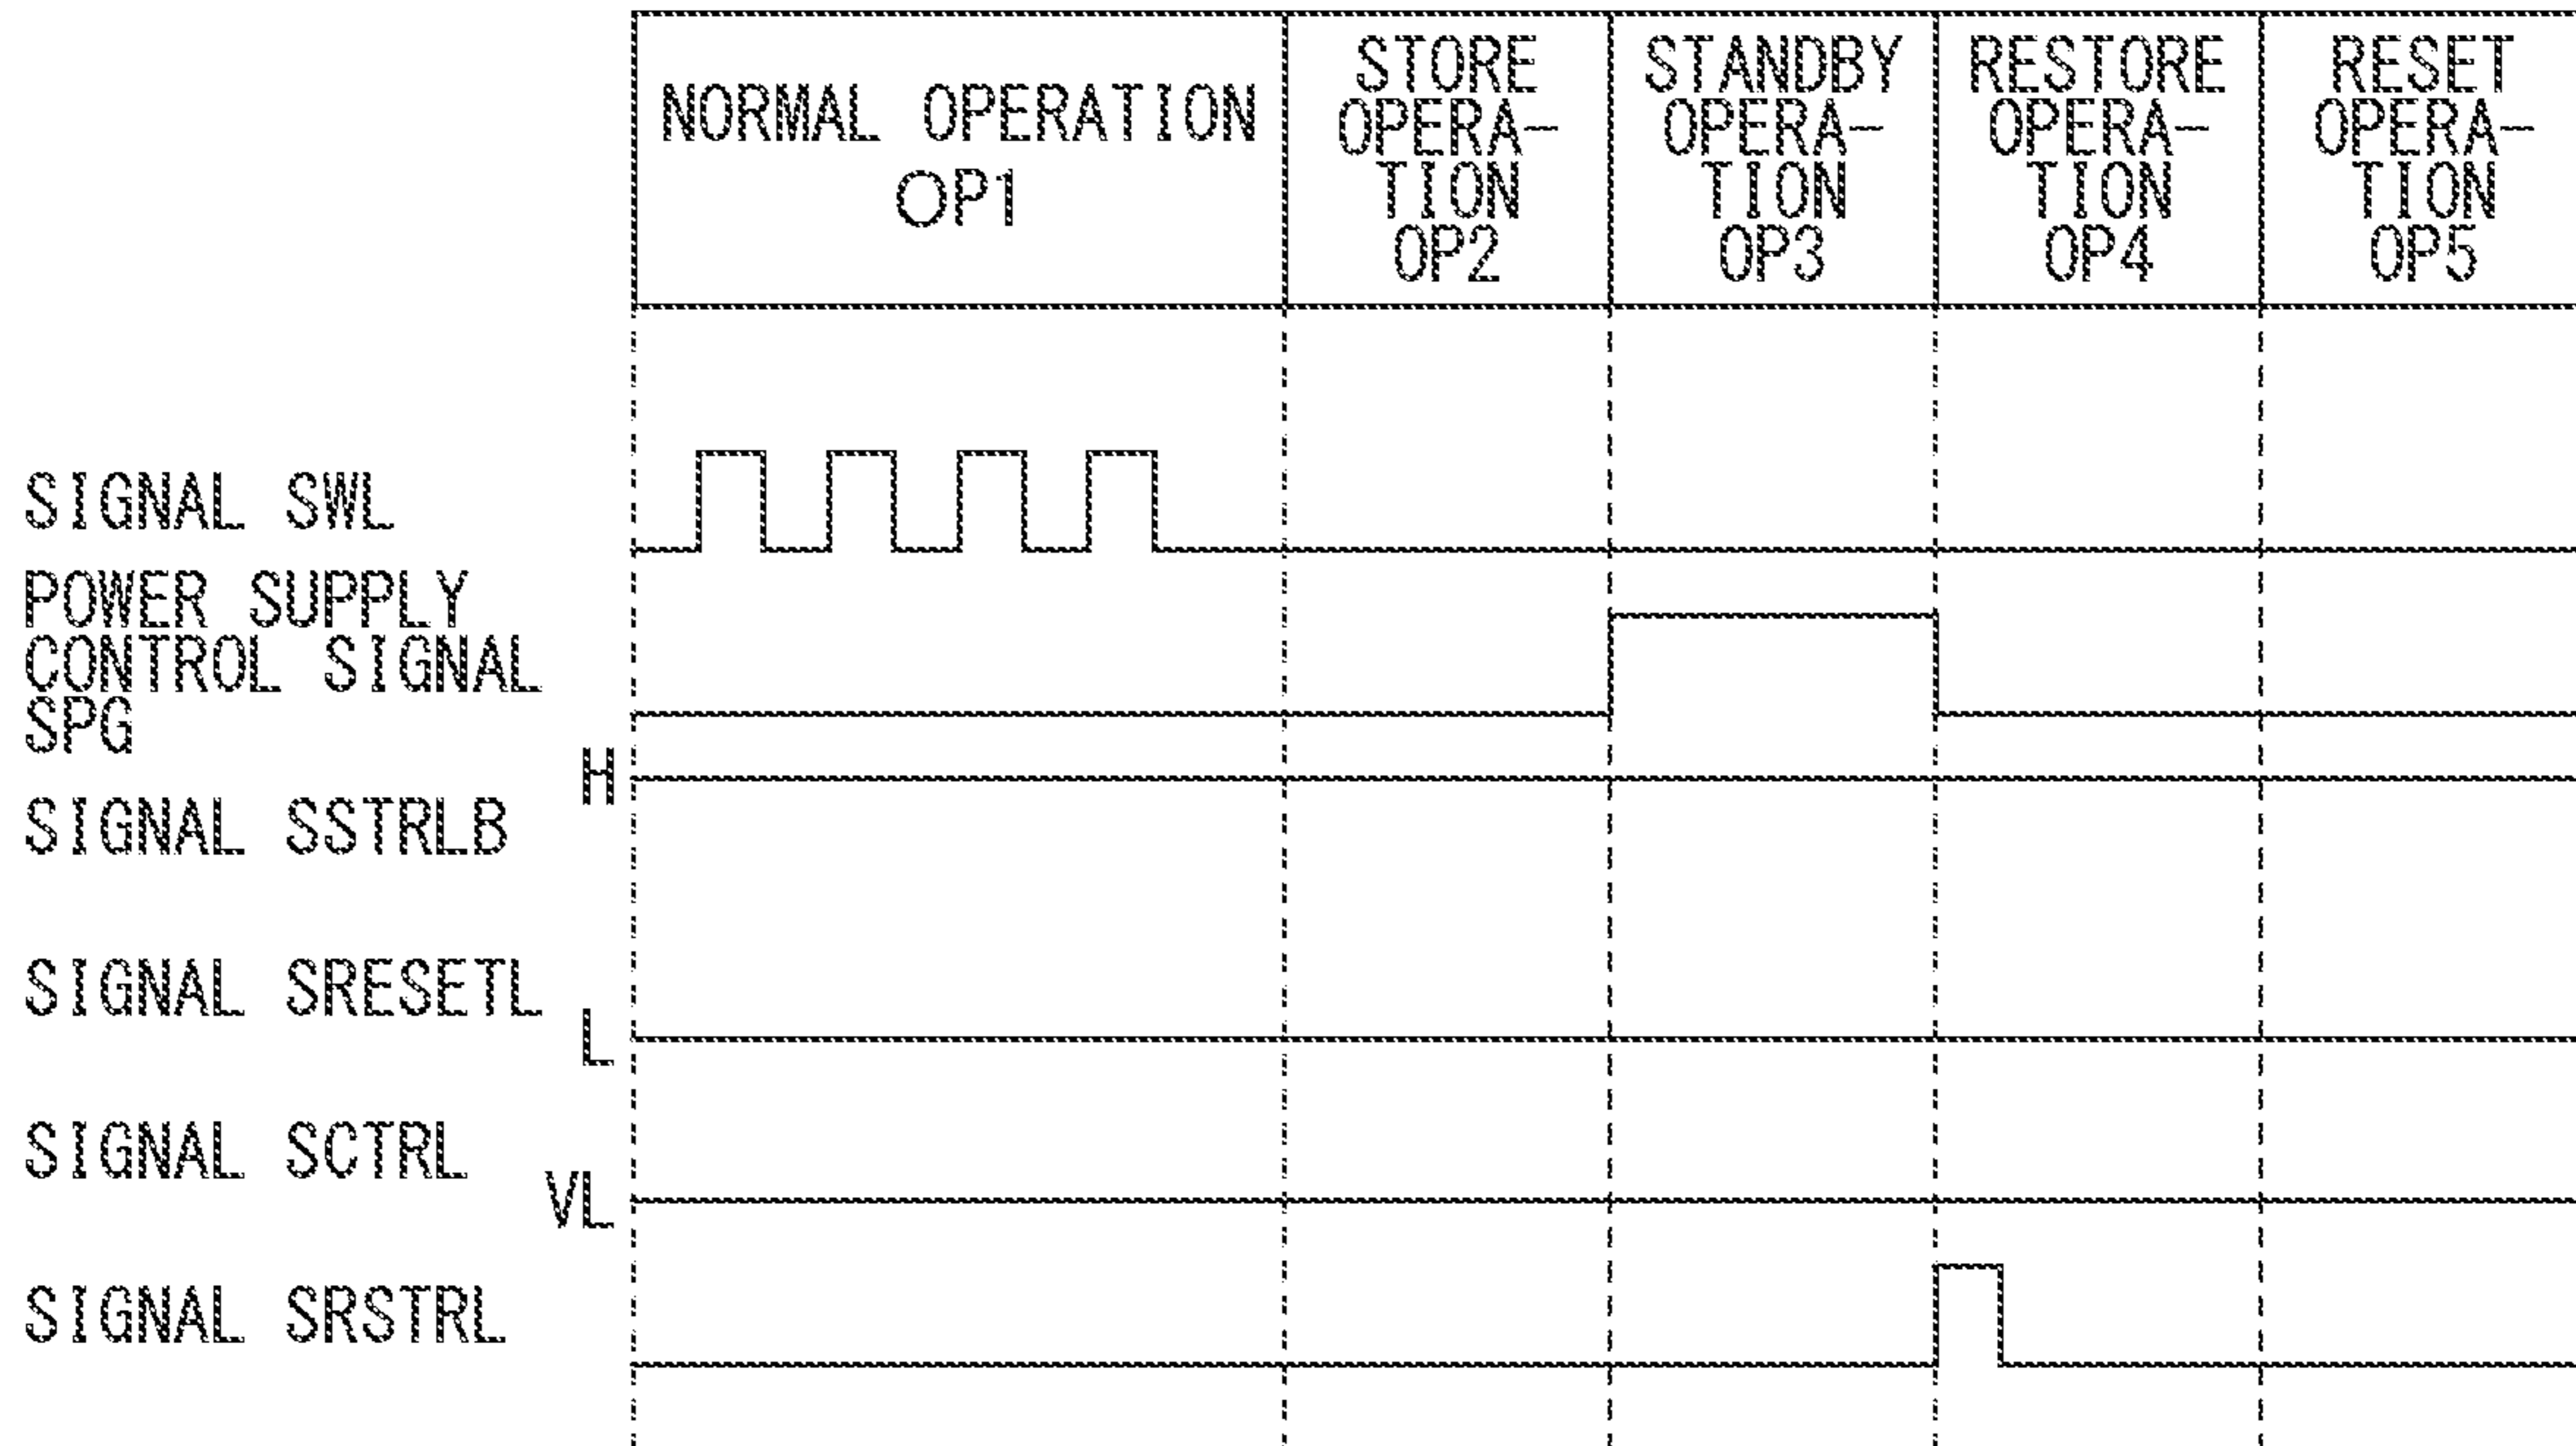 NORMAL OPERATION
OP1
STORE
OPERA-
TION
OP2
STANDBY
OPERA-
TION
OP3
RESTORE
OPERA-
TION
OP4
RESET
OPERA-
TION
OP5
SIGNAL SWL
POWER SUPPLY
CONTROL SIGNAL
SPG
H
SIGNAL SSTRLB
SIGNAL SRESETL
L
SIGNAL SCTRL
VL
SIGNAL SRSTRL